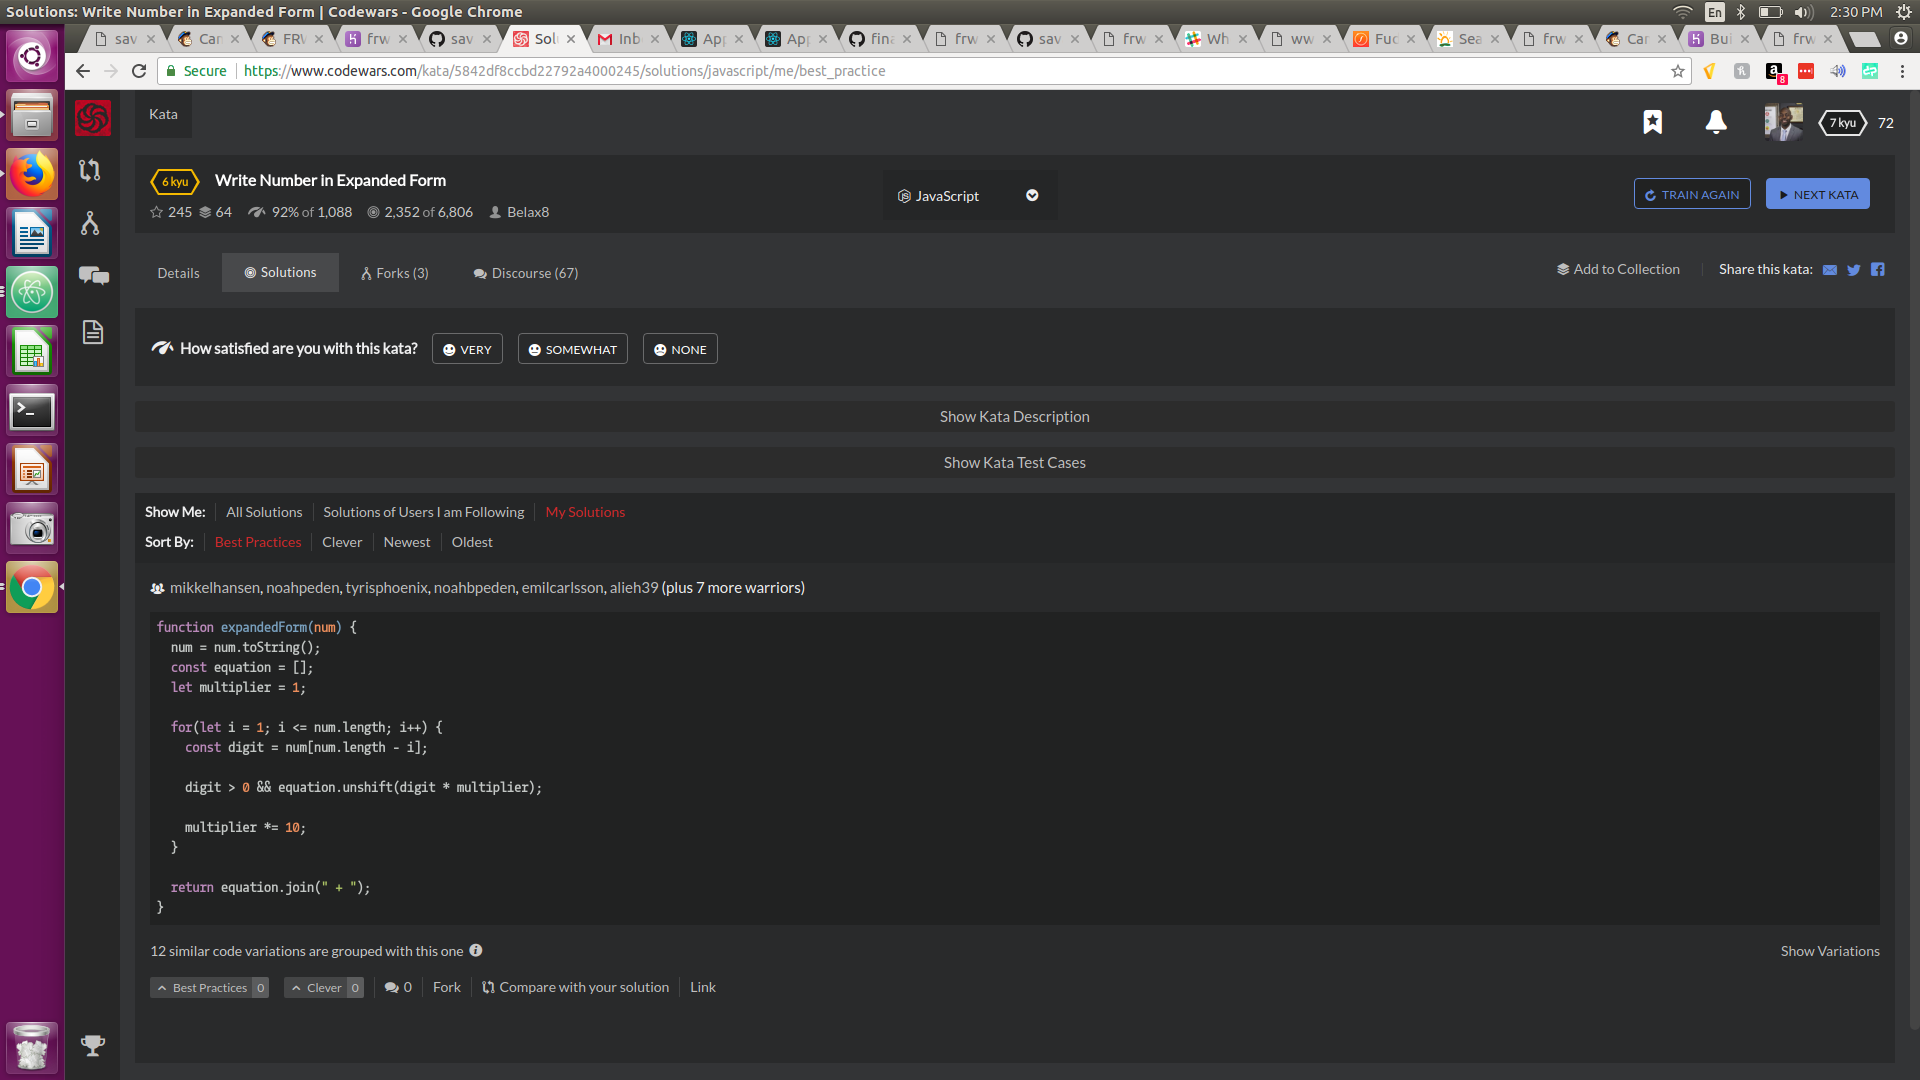 Solutions: Write Number in Expanded Form | Codewars - Google Chrome
En
2:30 PM
sav
Car
FRW
frw
sav
Sol
Inb
App
App
fina
frw
sav
frw
Wh
ww
Fuc
Sea
frw
Car
Bui
frw
Secure
https://www.codewars.com/kata/5842df8ccbd22792a4000245/solutions/javascript/me/best_practice
8
Kata
7 kyu
72
6 kyu
Write Number in Expanded Form
245
64
92% of 1,088
2,352 of 6,806
Belax8
JavaScript
TRAIN AGAIN
NEXT KATA
Details
Solutions
Forks (3)
Discourse (67)
Add to Collection
Share this kata:
How satisfied are you with this kata?
VERY
SOMEWHAT
NONE
Show Kata Description
Show Kata Test Cases
Show Me:
All Solutions
Solutions of Users I am Following
My Solutions
Sort By:
Best Practices
Clever
Newest
Oldest
mikkelhansen, noahpeden, tyrisphoenix, noahbpeden, emilcarlsson, alieh39 (plus 7 more warriors)
function expandedForm(num) {
num = num.toString();
const equation = [];
let multiplier = 1;
for(let i = 1; i <= num.length; i++) {
const digit = num[num.length - i];
digit > 0 && equation.unshift(digit * multiplier);
multiplier *= 10;
}
return equation.join(" + ");
}
12 similar code variations are grouped with this one
Show Variations
Best Practices 0
Clever 0
0
Fork
Compare with your solution
Link